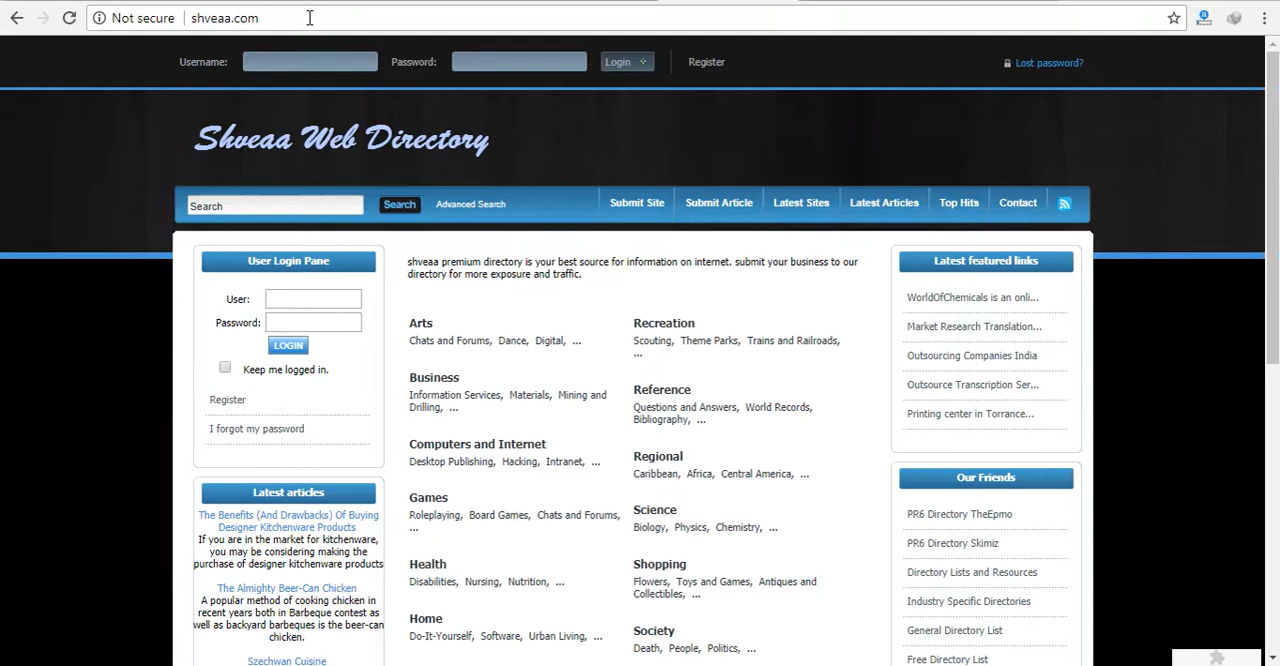 Not secure
shveaa.com
Username:
Password:
Login
Register
Lost password?
Shveaa Web Directory
Search
Search
Advanced Search
Submit Site
Submit Article
Latest Sites
Latest Articles
Top Hits
Contact
User Login Pane
User:
Password:
LOGIN
Keep me logged in.
Register
I forgot my password
Latest articles
The Benefits (And Drawbacks) Of Buying
Designer Kitchenware Products
If you are in the market for kitchenware,
you may be considering making the
purchase of designer kitchenware products
The Almighty Beer-Can Chicken
A popular method of cooking chicken in
recent years both in Barbeque contest as
well as backyard barbeques is the beer-can
chicken.
Szechwan Cuisine
shveaa premium directory is your best source for information on internet. submit your business to our
directory for more exposure and traffic.
Arts
Chats and Forums, Dance, Digital, ...
Business
Information Services, Materials, Mining and
Drilling, ...
Computers and Internet
Desktop Publishing, Hacking, Intranet, ...
Games
Roleplaying, Board Games, Chats and Forums,
...
Health
Disabilities, Nursing, Nutrition, ...
Home
Do-It-Yourself, Software, Urban Living, ...
Recreation
Scouting, Theme Parks, Trains and Railroads,
...
Reference
Questions and Answers, World Records,
Bibliography, ...
Regional
Caribbean, Africa, Central America, ...
Science
Biology, Physics, Chemistry, ...
Shopping
Flowers, Toys and Games, Antiques and
Collectibles, ...
Society
Death, People, Politics, ...
Latest featured links
WorldOfChemicals is an onli...
Market Research Translation...
Outsourcing Companies India
Outsource Transcription Ser...
Printing center in Torrance...
Our Friends
PR6 Directory TheEpmo
PR6 Directory Skimiz
Directory Lists and Resources
Industry Specific Directories
General Directory List
Free Directory List